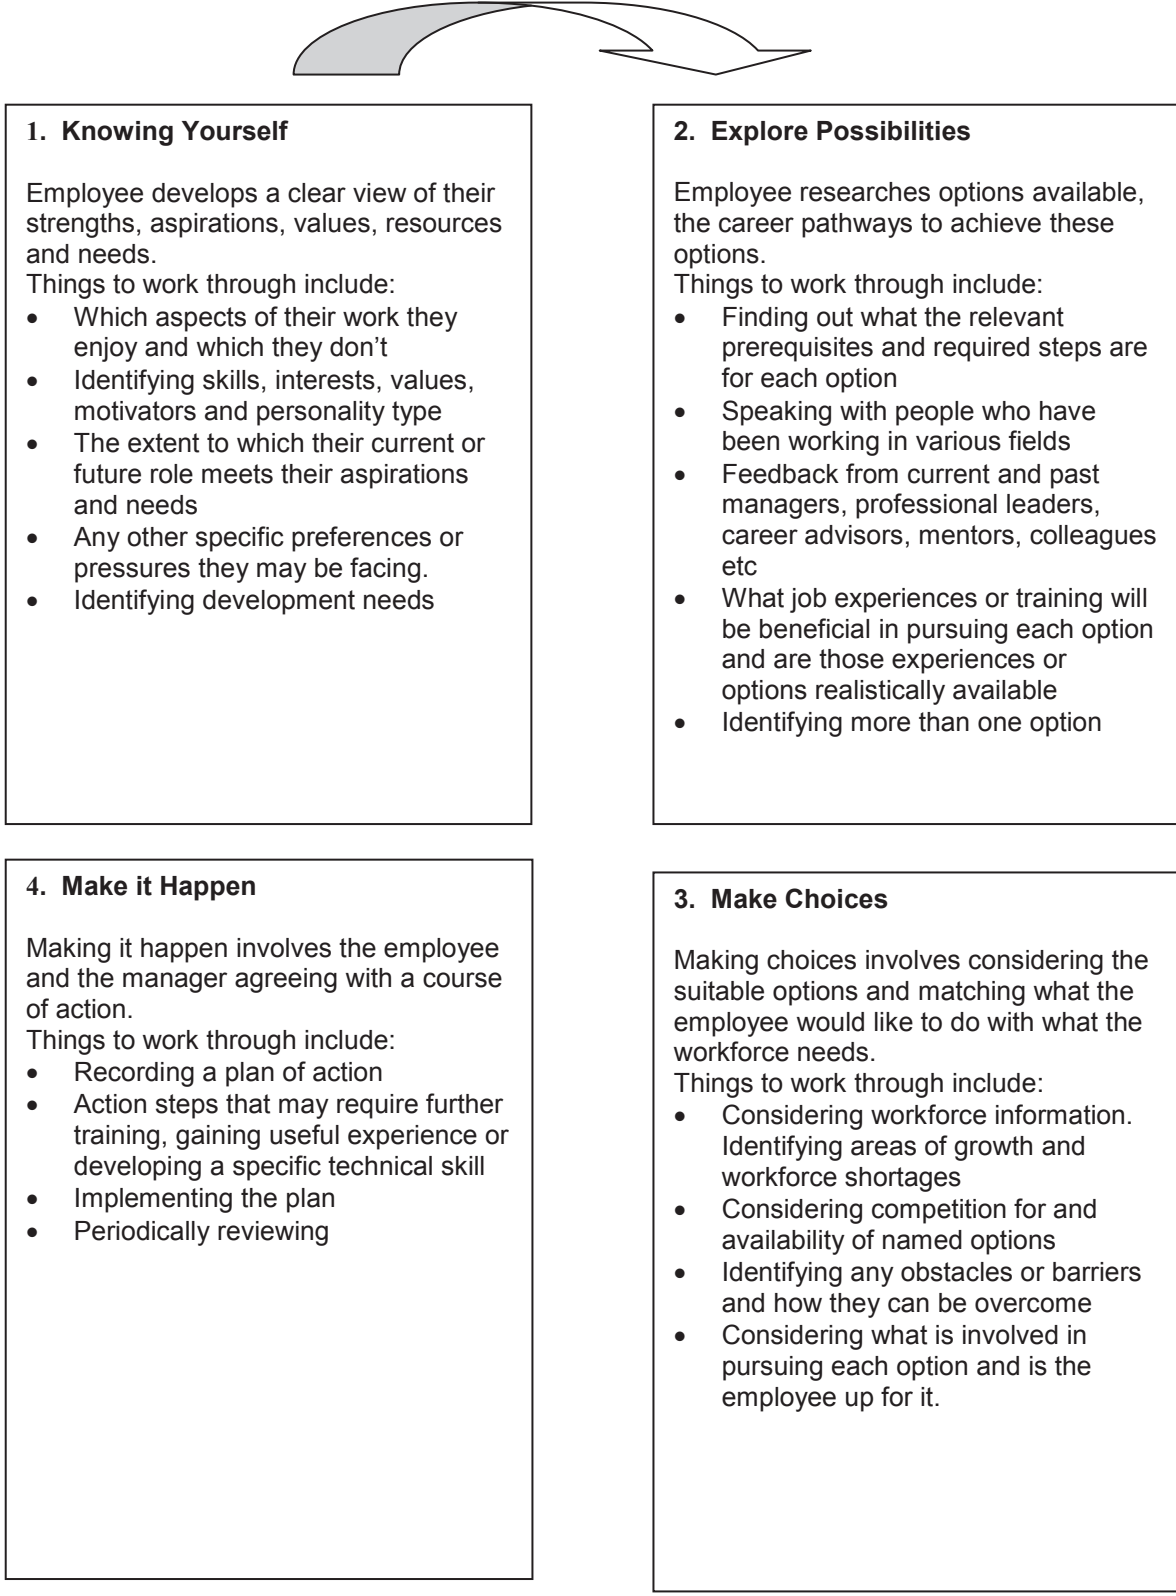 1. Knowing Yourself
Employee develops a clear view of their
strengths, aspirations, values, resources
and needs.
Things to work through include:
• Which aspects of their work they
enjoy and which they don’t
• Identifying skills, interests, values,
motivators and personality type
• The extent to which their current or
future role meets their aspirations
and needs
• Any other specific preferences or
pressures they may be facing.
• Identifying development needs
2. Explore Possibilities
Employee researches options available,
the career pathways to achieve these
options.
Things to work through include:
• Finding out what the relevant
prerequisites and required steps are
for each option
• Speaking with people who have
been working in various fields
• Feedback from current and past
managers, professional leaders,
career advisors, mentors, colleagues
etc
• What job experiences or training will
be beneficial in pursuing each option
and are those experiences or
options realistically available
• Identifying more than one option
3. Make Choices
Making choices involves considering the
suitable options and matching what the
employee would like to do with what the
workforce needs.
Things to work through include:
• Considering workforce information.
Identifying areas of growth and
workforce shortages
• Considering competition for and
availability of named options
• Identifying any obstacles or barriers
and how they can be overcome
• Considering what is involved in
pursuing each option and is the
employee up for it.
4. Make it Happen
Making it happen involves the employee
and the manager agreeing with a course
of action.
Things to work through include:
• Recording a plan of action
• Action steps that may require further
training, gaining useful experience or
developing a specific technical skill
• Implementing the plan
• Periodically reviewing